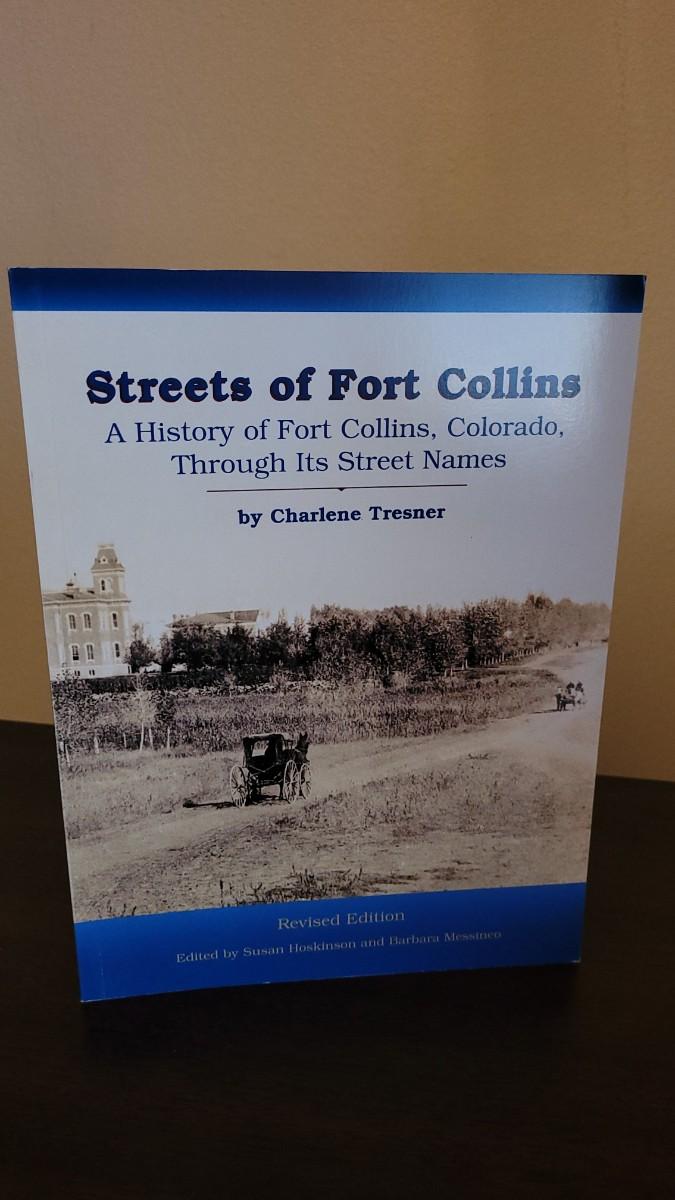 Streets of Fort Collins
A History of Fort Collins, Colorado,
Through Its Street Names
by Charlene Tresner
Revised Edition
Edited by Susan Hoskinson and Barbara Messineo